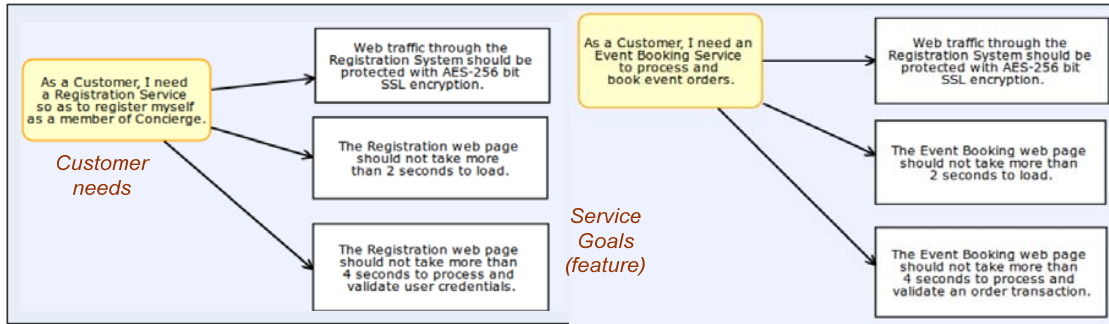 As a Customer, I need
a Registration Service
so as to register myself
as a member of Concierge.
Customer
needs
Web traffic through the
Registration System should be
protected with AES-256 bit
SSL encryption.
The Registration web page
should not take more
than 2 seconds to load.
The Registration web page
should not take more than
4 seconds to process and
validate user credentials.
As a Customer, I need an
Event Booking Service
to process and
book event orders.
Service
Goals
(feature)
Web traffic through the
Registration System should be
protected with AES-256 bit
SSL encryption.
The Event Booking web page
should not take more than
2 seconds to load.
The Event Booking web page
should not take more than
4 seconds to process and
validate an order transaction.